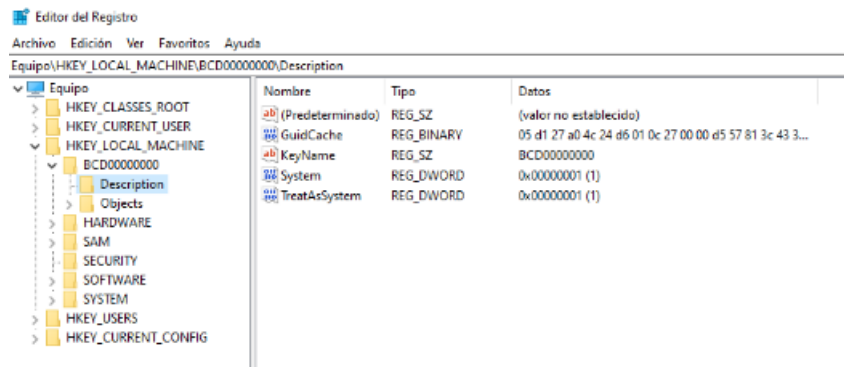 Editor del Registro
Archivo Edición Ver Favoritos Ayuda
Equipo\HKEY_LOCAL_MACHINE\BCD00000000\Description
Equipo
HKEY_CLASSES_ROOT
HKEY_CURRENT_USER
HKEY_LOCAL_MACHINE
BCD00000000
Description
Objects
HARDWARE
SAM
SECURITY
SOFTWARE
SYSTEM
HKEY_USERS
HKEY_CURRENT_CONFIG
Nombre Tipo Datos
ab (Predeterminado) REG_SZ (valor no establecido)
GuidCache REG_BINARY 05 d1 27 a0 4c 24 d6 01 0c 27 00 00 d5 57 81 3c 43 3...
ab KeyName REG_SZ BCD00000000
System REG_DWORD 0x00000001 (1)
TreatAsSystem REG_DWORD 0x00000001 (1)